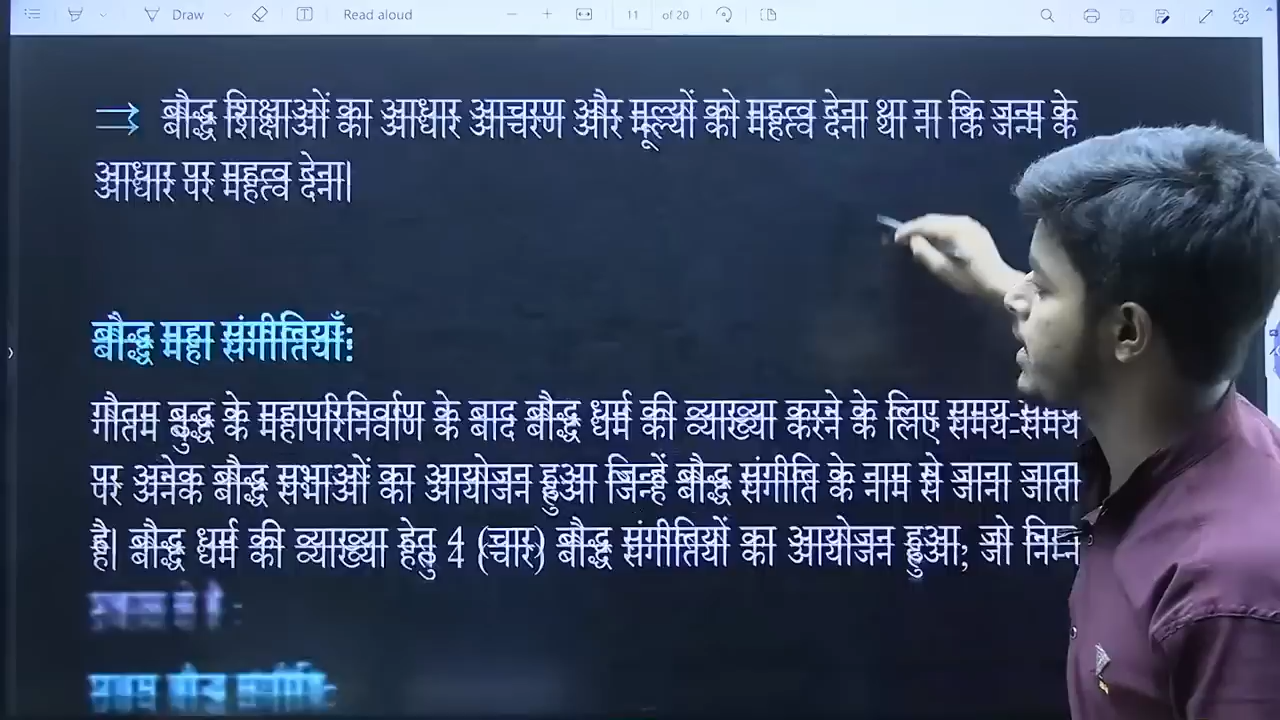 Draw
Read aloud
11 of 20
⇒ बौद्ध शिक्षाओं का आधार आचरण और मूल्यों को महत्व देना था ना कि जन्म के
आधार पर महत्व देना।
बौद्ध महा संगीतियाँ:
गौतम बुद्ध के महापरिनिर्वाण के बाद बौद्ध धर्म की व्याख्या करने के लिए समय-समय
पर अनेक बौद्ध सभाओं का आयोजन हुआ जिन्हें बौद्ध संगीति के नाम से जाना जाता
है। बौद्ध धर्म की व्याख्या हेतु 4 (चार) बौद्ध संगीतियों का आयोजन हुआ, जो निम्न
प्रथम बौद्ध संगीति:-